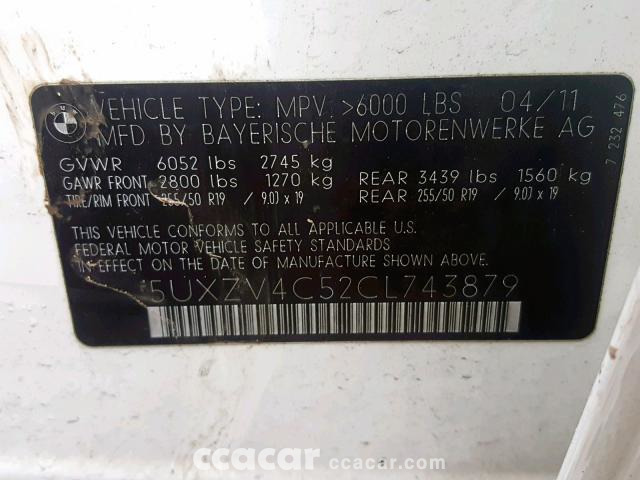 VEHICLE TYPE: MPV >6000 LBS 04/11
MFD BY BAYERISCHE MOTORENWERKE AG
7 232 476
GVWR 6052 lbs 2745 kg
GAWR FRONT 2800 lbs 1270 kg REAR 3439 lbs 1560 kg
TIRE/RIM FRONT 255/50 R19 / 9.0J x 19 REAR 255/50 R19 / 9.0J x 19
THIS VEHICLE CONFORMS TO ALL APPLICABLE U.S.
FEDERAL MOTOR VEHICLE SAFETY STANDARDS
IN EFFECT ON THE DATE OF MANUFACTURE SHOWN ABOVE.
5UXZV4C52CL743879
ccacar ccacar.com